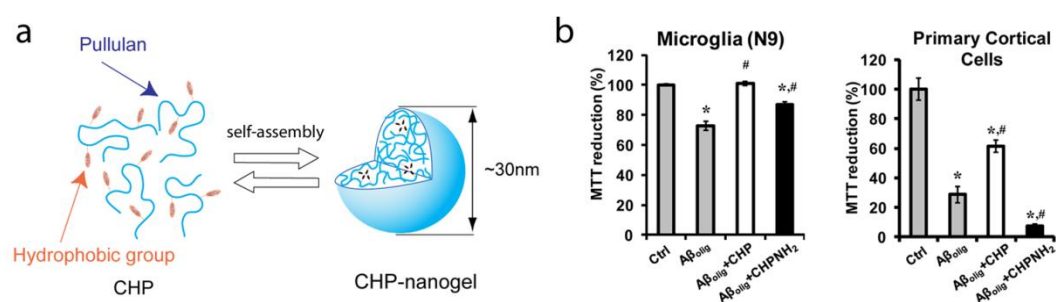 a
Pullulan
self-assembly
~30nm
Hydrophobic group
CHP
CHP-nanogel
b
Microglia (N9)
MTT reduction (%)
120
100
80
60
40
20
0
#
*
*,#
Ctrl
Aβolig
Aβolig+CHP
Aβolig+CHPNH2
Primary Cortical
Cells
MTT reduction (%)
120
100
80
60
40
20
0
*
*,#
*,#
Ctrl
Aβolig
Aβolig+CHP
Aβolig+CHPNH2